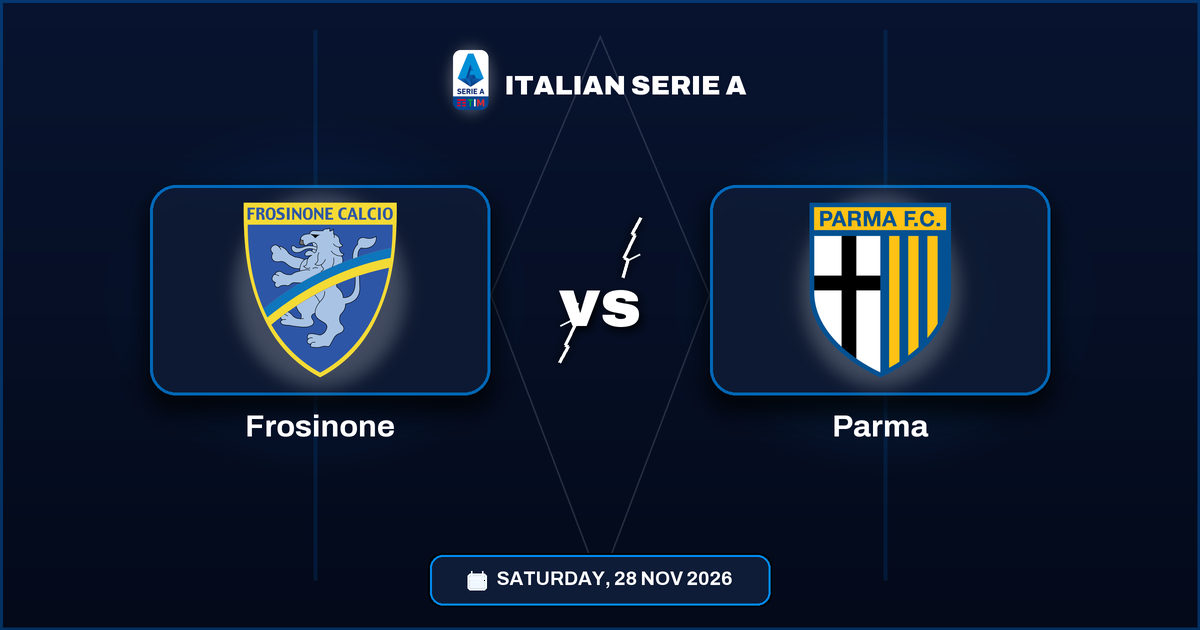 SERIE A
TIM
ITALIAN SERIE A
FROSINONE CALCIO
PARMA F.C.
vs
Frosinone
Parma
SATURDAY, 28 NOV 2026